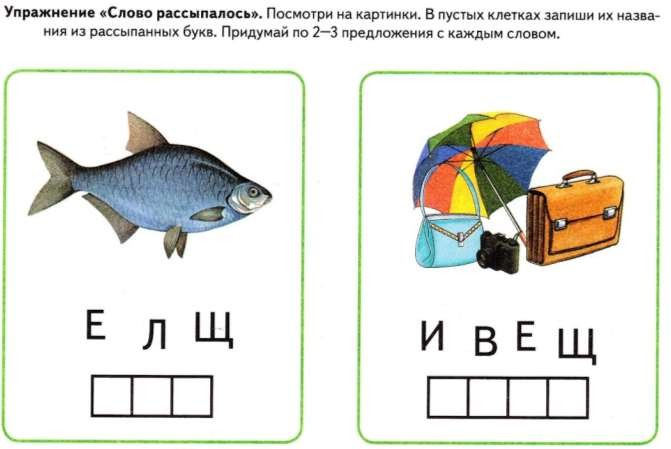 Упражнение «Слово рассыпалось». Посмотри на картинки. В пустых клетках запиши их назва-
ния из рассыпанных букв. Придумай по 2—3 предложения с каждым словом.
Е Л Щ
И В Е Щ